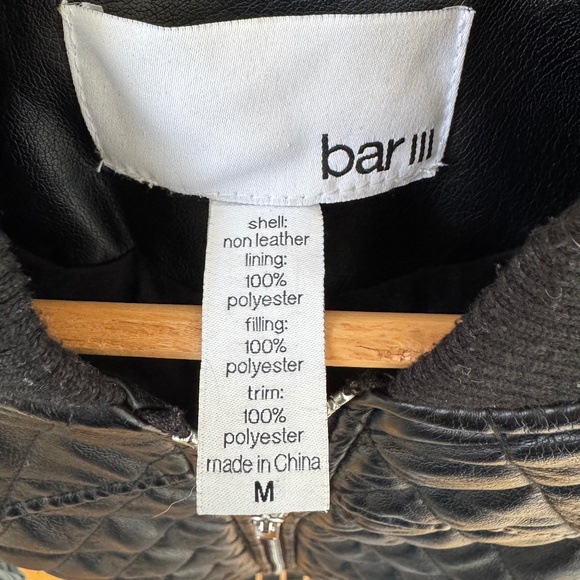 bar III
shell:
non leather
lining:
100%
polyester
filling:
100%
polyester
trim:
100%
polyester
made in China
M